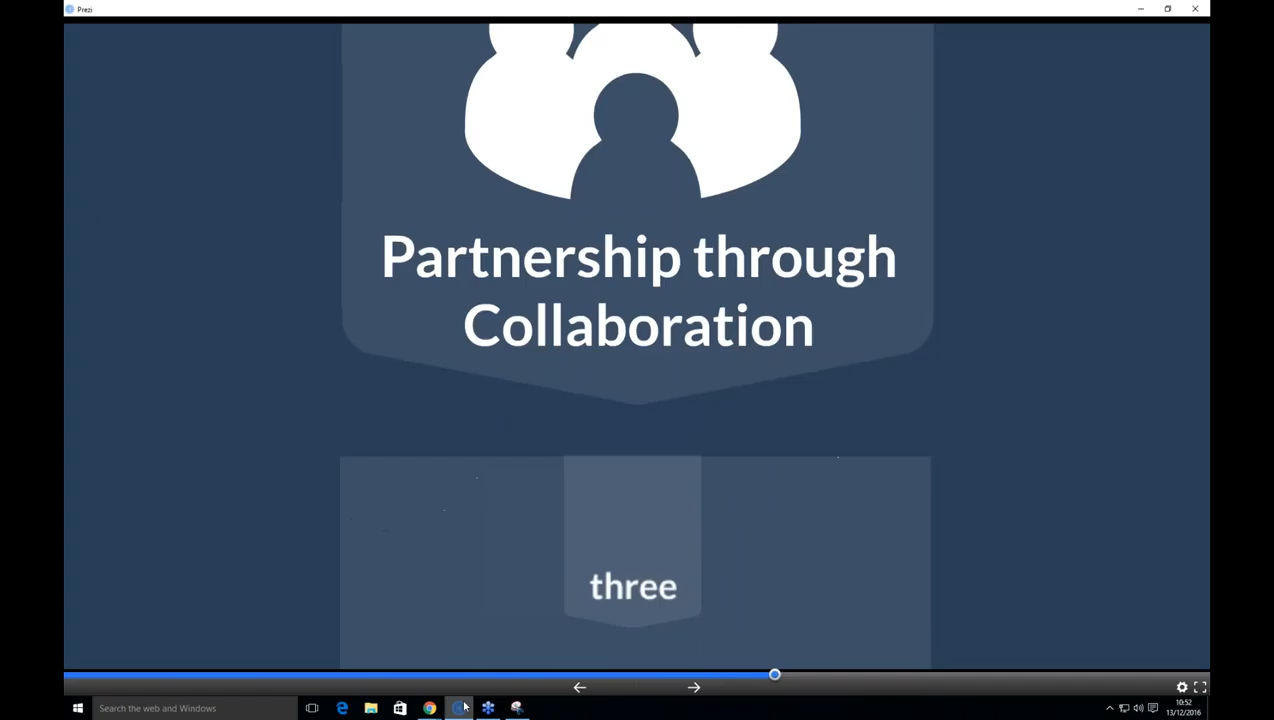 Prezi
Partnership through
Collaboration
three
Search the web and Windows
10:52
13/12/2016